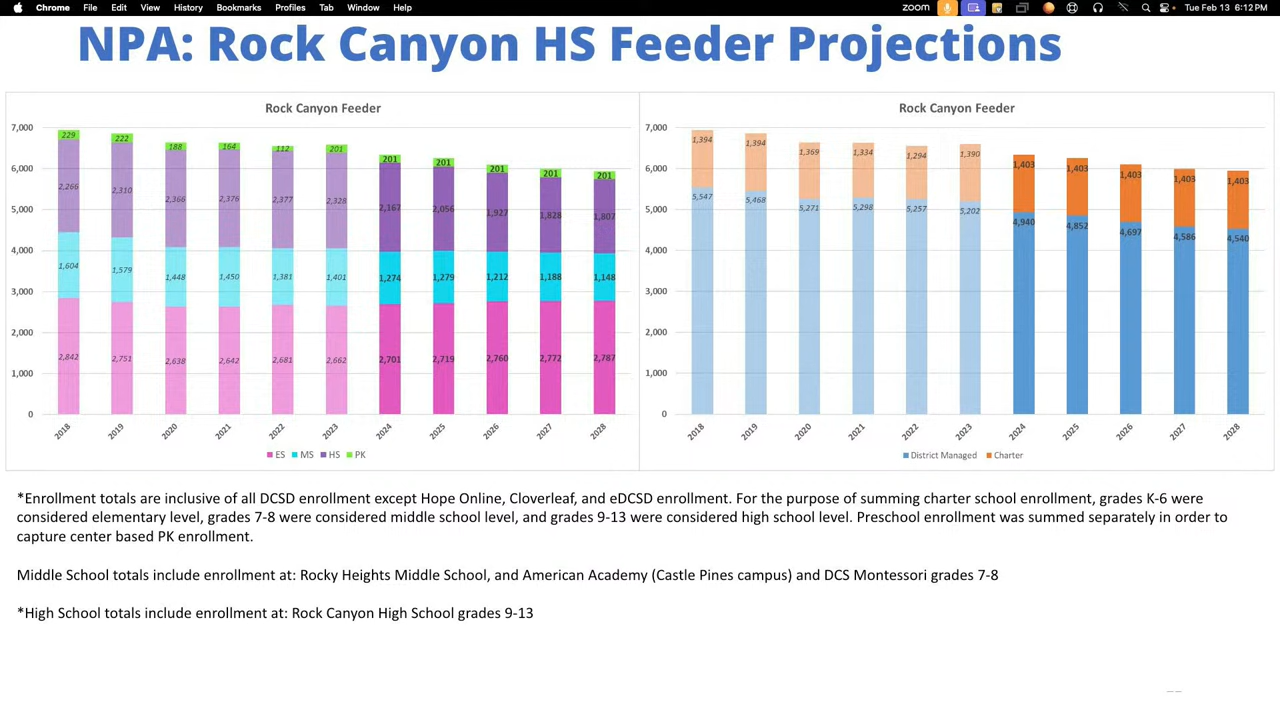 Chrome File Edit View History Bookmarks Profiles Tab Window Help zoom Tue Feb 13 6:12 PM
NPA: Rock Canyon HS Feeder Projections
Rock Canyon Feeder
7,000
6,000
5,000
4,000
3,000
2,000
1,000
0
229 222 188 164 112 201 201 201 201 201 201
2,266 2,310 2,366 2,376 2,377 2,328 2,167 2,056 1,927 1,828 1,807
1,604 1,579 1,448 1,450 1,381 1,401 1,274 1,279 1,212 1,188 1,148
2,842 2,751 2,638 2,642 2,681 2,662 2,701 2,719 2,760 2,772 2,787
2018 2019 2020 2021 2022 2023 2024 2025 2026 2027 2028
ES MS HS PK
Rock Canyon Feeder
7,000
6,000
5,000
4,000
3,000
2,000
1,000
0
1,394 1,394 1,369 1,334 1,294 1,390 1,403 1,403 1,403 1,403 1,403
5,547 5,468 5,271 5,298 5,257 5,202 4,940 4,852 4,697 4,586 4,540
2018 2019 2020 2021 2022 2023 2024 2025 2026 2027 2028
District Managed Charter
*Enrollment totals are inclusive of all DCSD enrollment except Hope Online, Cloverleaf, and eDCSD enrollment. For the purpose of summing charter school enrollment, grades K-6 were
considered elementary level, grades 7-8 were considered middle school level, and grades 9-13 were considered high school level. Preschool enrollment was summed separately in order to
capture center based PK enrollment.
Middle School totals include enrollment at: Rocky Heights Middle School, and American Academy (Castle Pines campus) and DCS Montessori grades 7-8
*High School totals include enrollment at: Rock Canyon High School grades 9-13